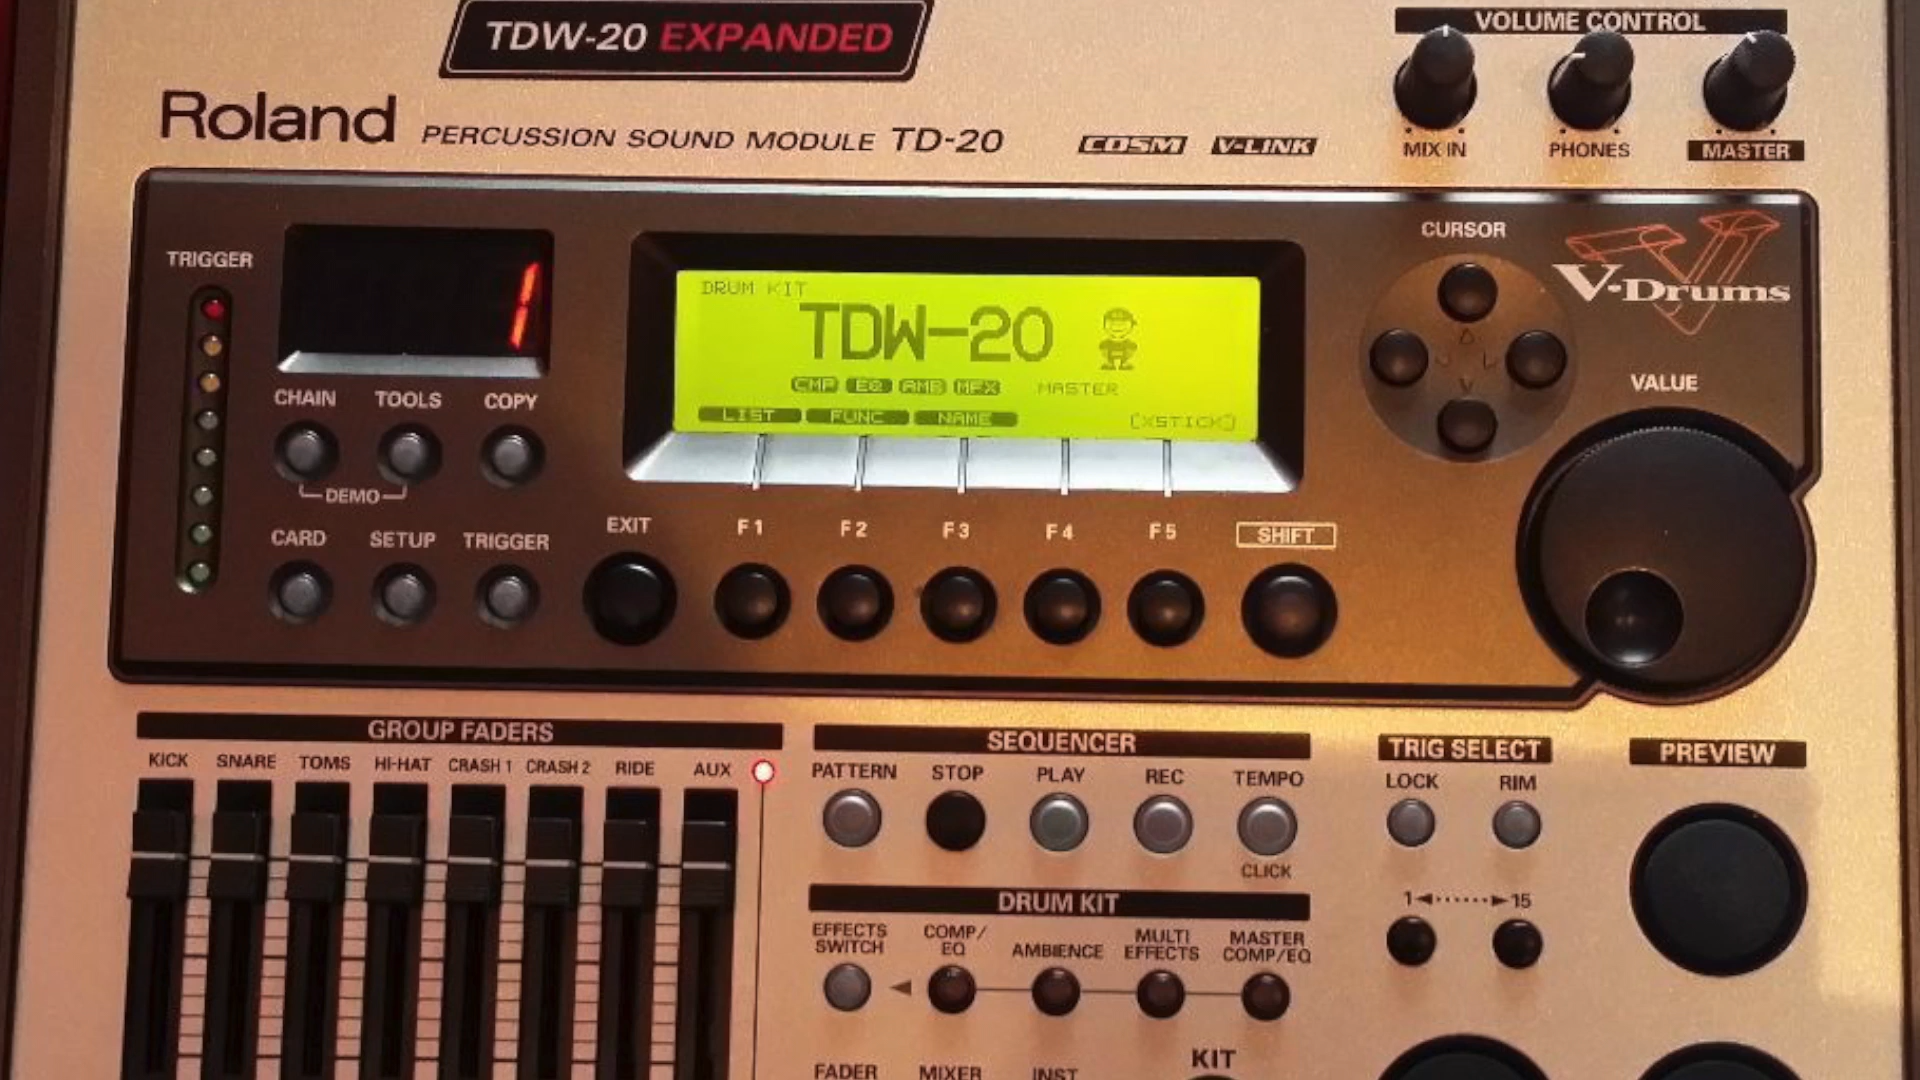 TDW-20 EXPANDED
VOLUME CONTROL
Roland PERCUSSION SOUND MODULE TD-20
COSM V-LINK
MIX IN PHONES MASTER
TRIGGER
1
DRUM KIT
TDW-20
CMP EQ AMB MFX MASTER
LIST FUNC NAME [XSTICK]
CURSOR
V-Drums
VALUE
CHAIN TOOLS COPY
DEMO
CARD SETUP TRIGGER
EXIT F1 F2 F3 F4 F5 SHIFT
GROUP FADERS
KICK SNARE TOMS HI-HAT CRASH 1 CRASH 2 RIDE AUX
SEQUENCER
PATTERN STOP PLAY REC TEMPO
CLICK
TRIG SELECT
LOCK RIM
1 15
PREVIEW
DRUM KIT
EFFECTS SWITCH
COMP/ EQ
AMBIENCE
MULTI EFFECTS
MASTER COMP/EQ
FADER MIXER INST KIT